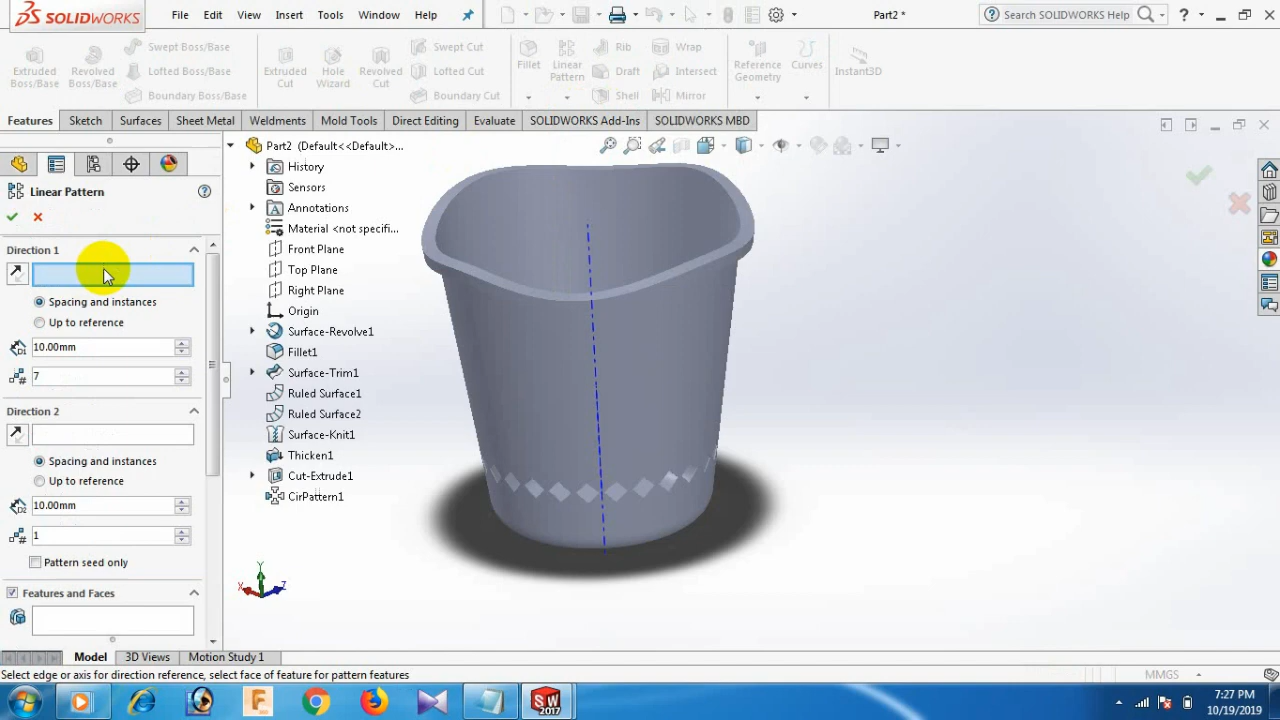 SOLIDWORKS
File Edit View Insert Tools Window Help
Part2 *
Search SOLIDWORKS Help
Extruded Boss/Base
Revolved Boss/Base
Swept Boss/Base
Lofted Boss/Base
Boundary Boss/Base
Extruded Cut
Hole Wizard
Revolved Cut
Swept Cut
Lofted Cut
Boundary Cut
Fillet
Linear Pattern
Rib
Draft
Shell
Wrap
Intersect
Mirror
Reference Geometry
Curves
Instant3D
Features Sketch Surfaces Sheet Metal Weldments Mold Tools Direct Editing Evaluate SOLIDWORKS Add-Ins SOLIDWORKS MBD
Linear Pattern
Direction 1
Spacing and instances
Up to reference
10.00mm
7
Direction 2
Spacing and instances
Up to reference
10.00mm
1
Pattern seed only
Features and Faces
Part2 (Default<<Default>...
History
Sensors
Annotations
Material <not specifi...
Front Plane
Top Plane
Right Plane
Origin
Surface-Revolve1
Fillet1
Surface-Trim1
Ruled Surface1
Ruled Surface2
Surface-Knit1
Thicken1
Cut-Extrude1
CirPattern1
Y
X
Z
Model 3D Views Motion Study 1
Select edge or axis for direction reference, select face of feature for pattern features
MMGS
SW
2017
7:27 PM
10/19/2019